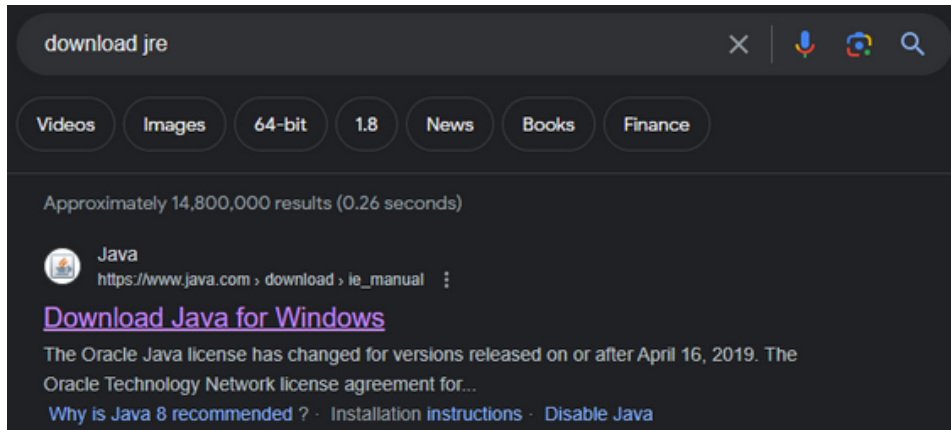 download jre
Videos Images 64-bit 1.8 News Books Finance
Approximately 14,800,000 results (0.26 seconds)
Java
https://www.java.com › download › ie_manual
Download Java for Windows
The Oracle Java license has changed for versions released on or after April 16, 2019. The
Oracle Technology Network license agreement for...
Why is Java 8 recommended ? · Installation instructions · Disable Java